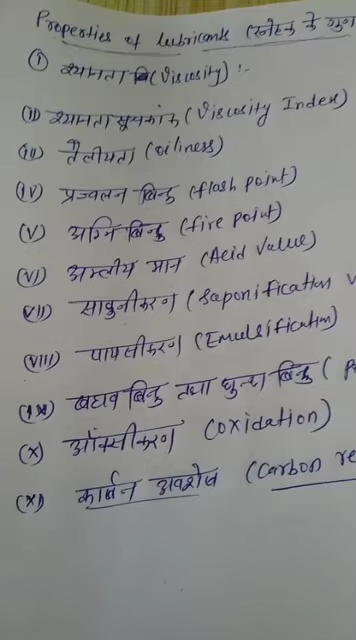 Properties of Lubricants (स्नेहक के गुण
(I) श्यानता (Viscosity) :-
(II) श्यानता सूचकांक (Viscosity Index)
(III) तैलीयता (oiliness)
(IV) प्रज्वलन बिन्दु (flash point)
(V) अग्नि बिन्दु (fire point)
(VI) अम्लीय मान (Acid Value)
(VII) साबुनीकरण (Saponification V
(VIII) पायसीकरण (Emulsification)
(IX) बहाव बिन्दु तथा धुन्ध बिन्दु (P
(X) ऑक्सीकरण (oxidation)
(XI) कार्बन अवशेष (Carbon re